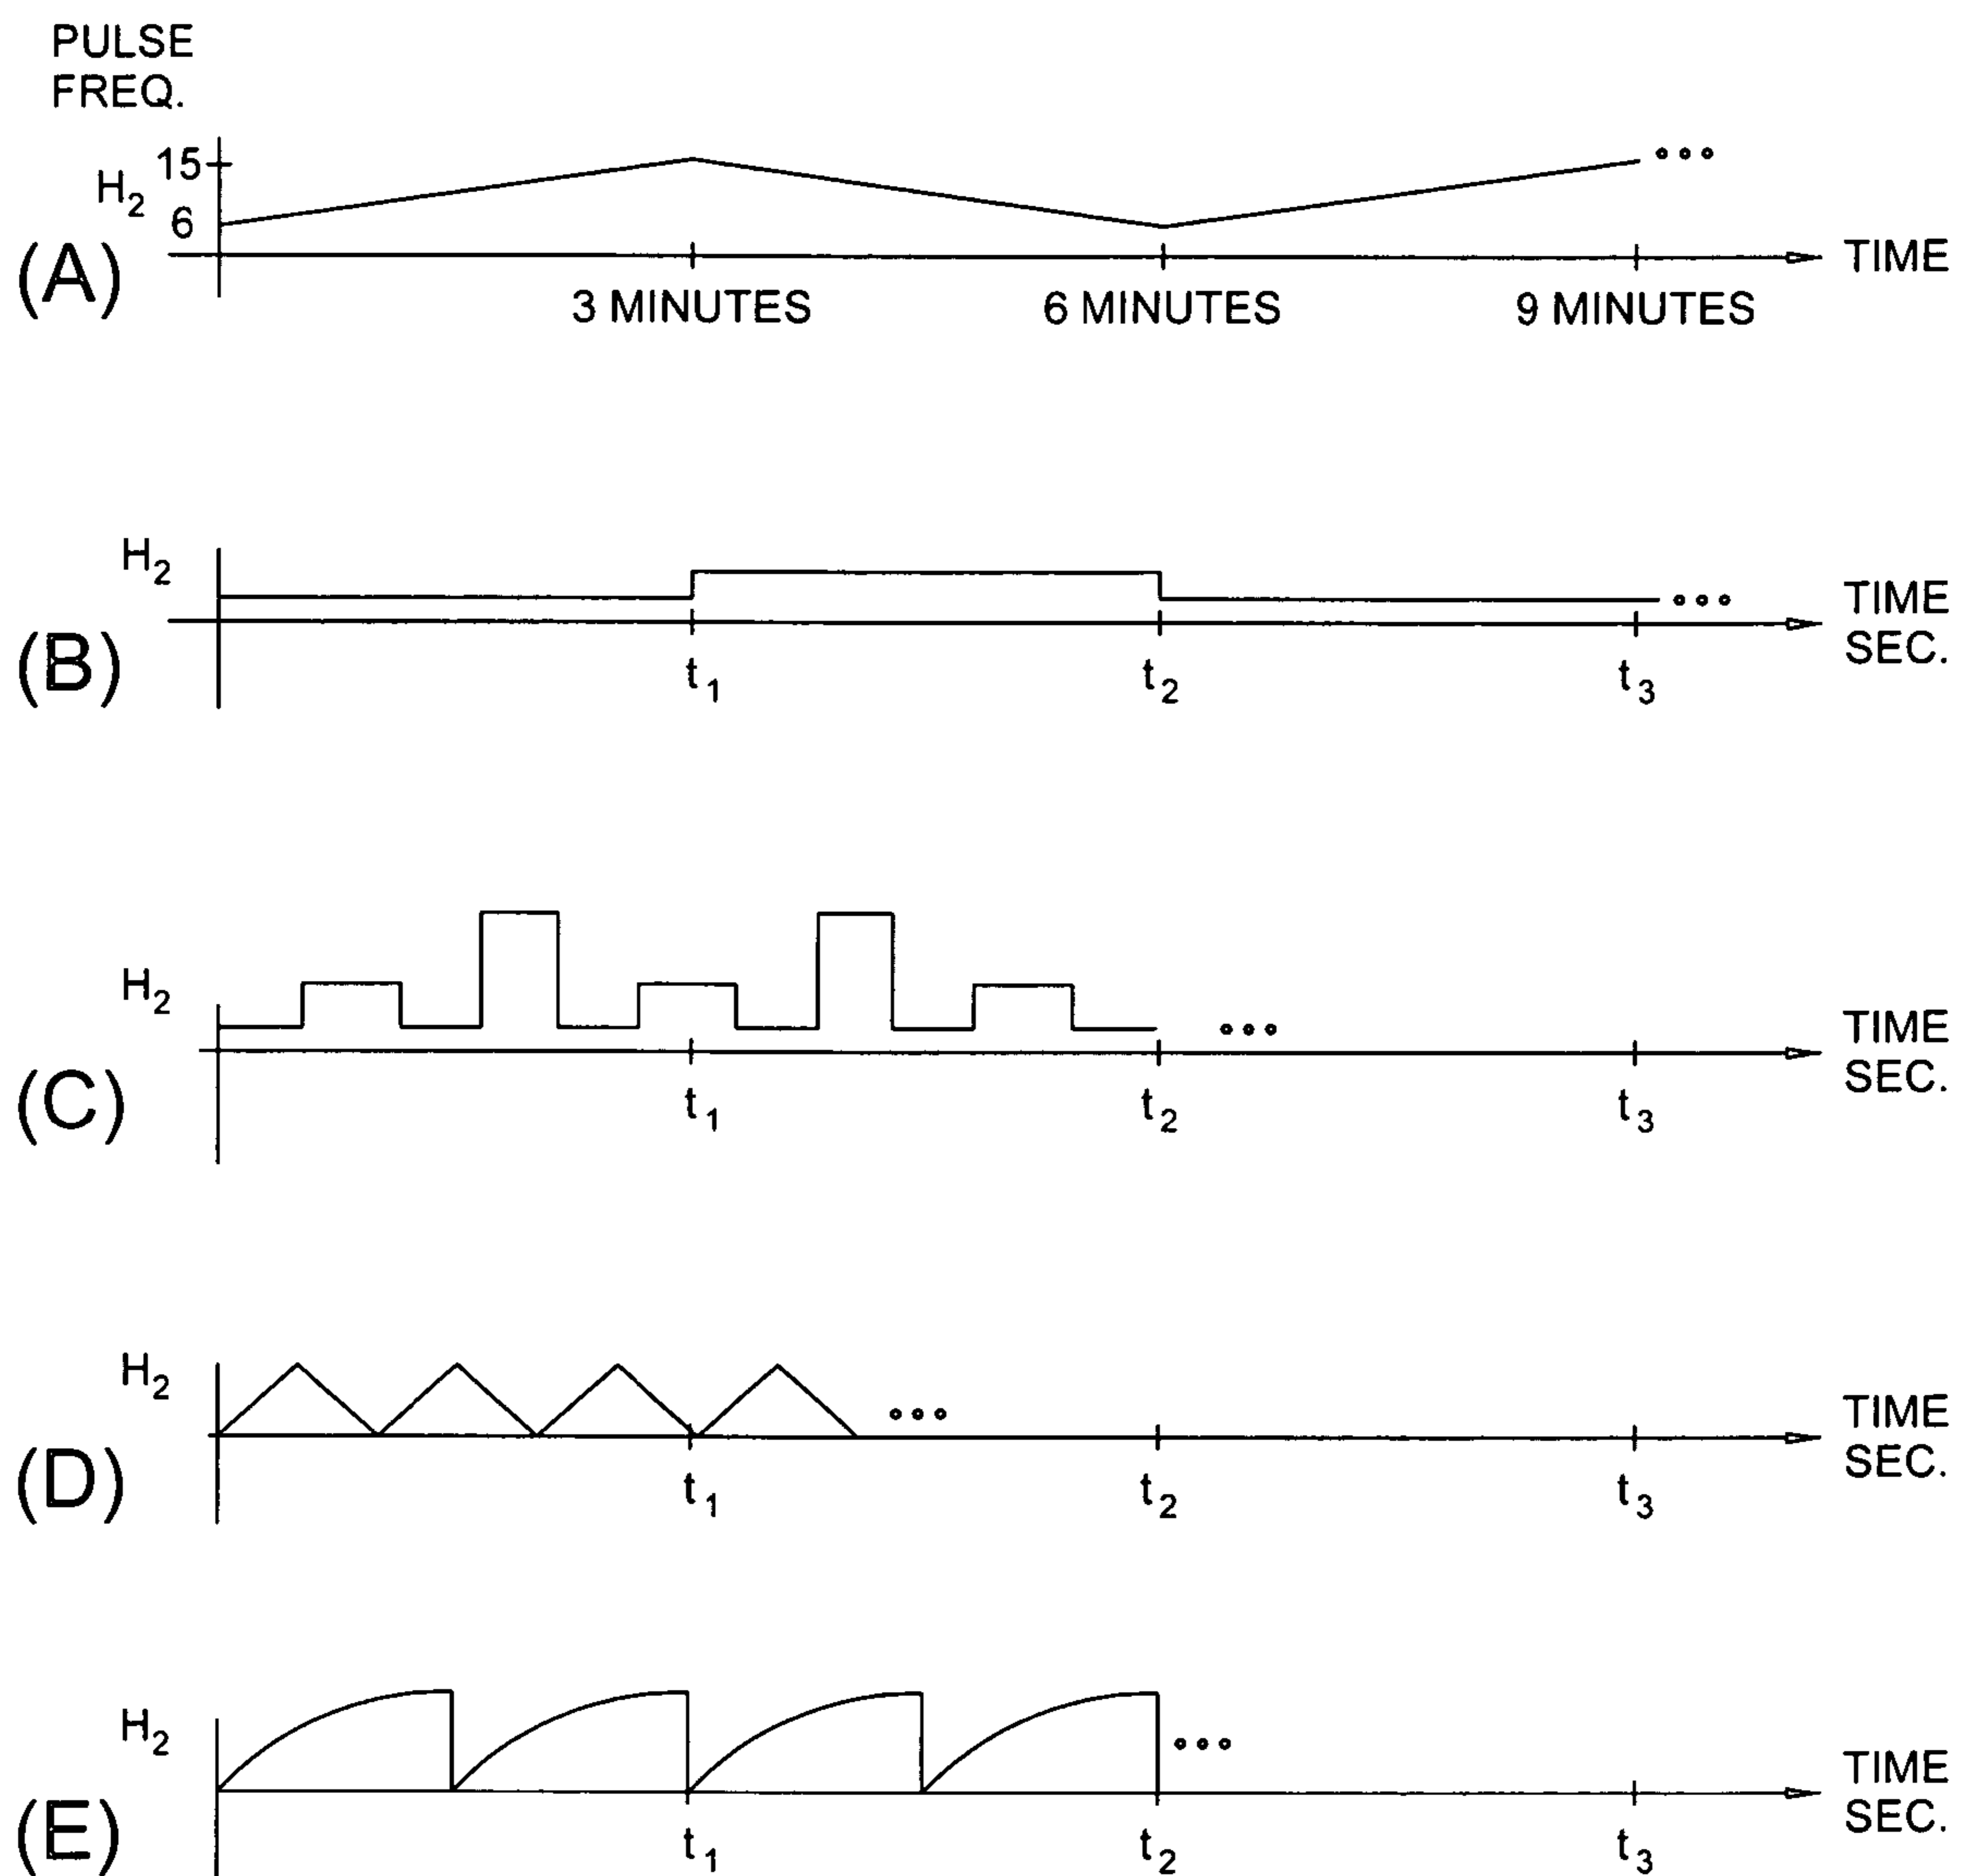 PULSE
FREQ.
15
H2
6
(A)
TIME
3 MINUTES 6 MINUTES 9 MINUTES
H2
TIME
SEC.
(B)
t1 t2 t3
H2
TIME
SEC.
(C)
t1 t2 t3
H2
TIME
SEC.
(D)
t1 t2 t3
H2
TIME
SEC.
(E)
t1 t2 t3